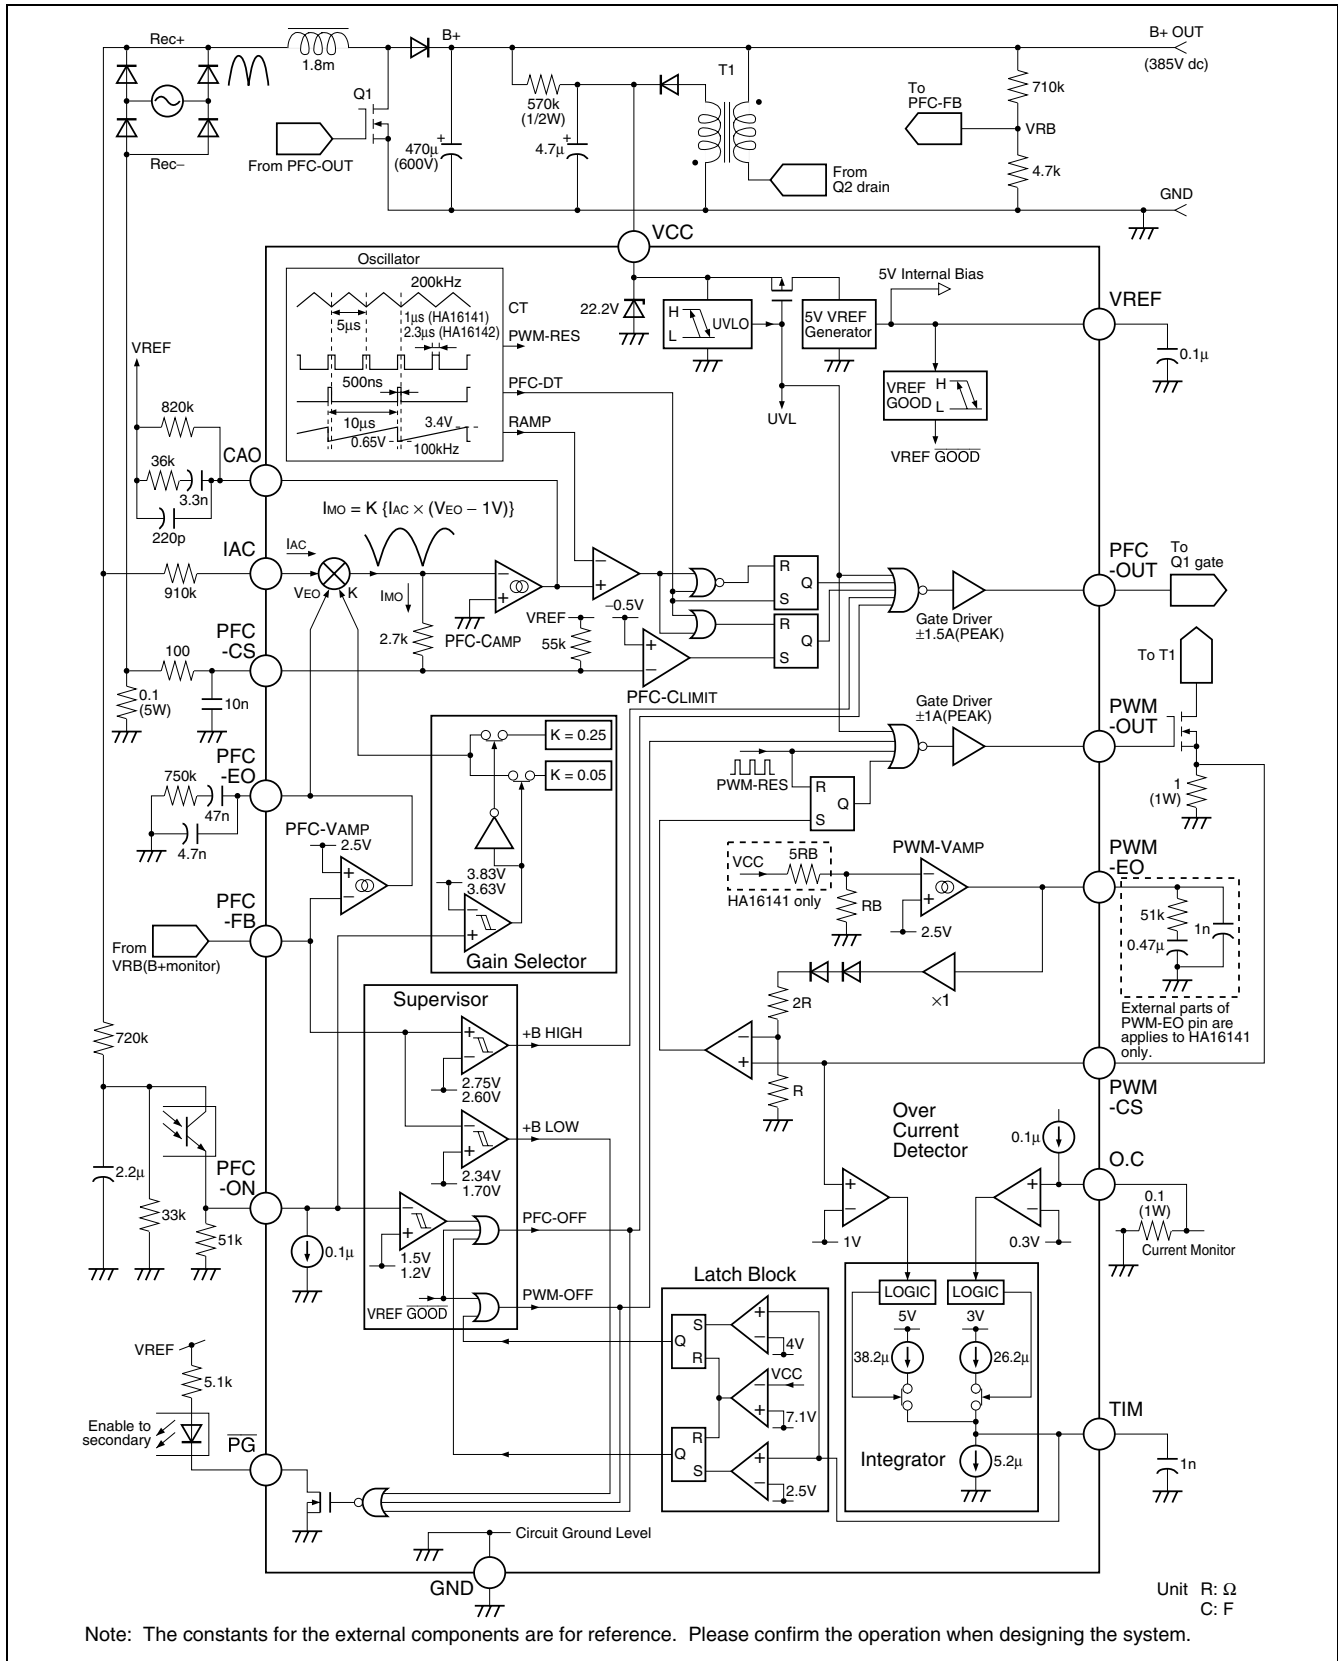 Rec+
1.8m
B+
B+ OUT
(385V dc)
Q1
T1
570k
(1/2W)
To
PFC-FB
710k
VRB
From PFC-OUT
470μ
(600V)
4.7μ
From
Q2 drain
4.7k
Rec−
GND
VCC
Oscillator
200kHz
5μs
1μs (HA16141)
2.3μs (HA16142)
500ns
10μs
3.4V
0.65V
100kHz
CT
PWM-RES
PFC-DT
RAMP
22.2V
H
L
UVLO
UVL
5V VREF
Generator
5V Internal Bias
VREF
GOOD
H
L
VREF GOOD
VREF
0.1μ
VREF
820k
36k
3.3n
220p
CAO
IMO = K {IAC × (VEO − 1V)}
IAC
IAC
910k
VEO
K
IMO
PFC-CAMP
2.7k
VREF
55k
−0.5V
PFC-CLIMIT
R
Q
S
R
Q
S
Gate Driver
±1.5A(PEAK)
PFC
-OUT
To
Q1 gate
PFC
-CS
100
0.1
(5W)
10n
To T1
Gate Driver
±1A(PEAK)
PWM
-OUT
1
(1W)
PFC
-EO
750k
47n
4.7n
K = 0.25
K = 0.05
3.83V
3.63V
Gain Selector
PFC-VAMP
2.5V
PWM-RES
R
Q
S
VCC
5RB
HA16141 only
RB
PWM-VAMP
2.5V
PWM
-EO
51k
0.47μ
1n
External parts of
PWM-EO pin are
applies to HA16141
only.
PFC
-FB
From
VRB(B+monitor)
×1
2R
R
PWM
-CS
720k
2.2μ
33k
51k
PFC
-ON
0.1μ
Supervisor
2.75V
2.60V
+B HIGH
2.34V
1.70V
+B LOW
1.5V
1.2V
PFC-OFF
VREF GOOD
PWM-OFF
Over
Current
Detector
0.1μ
O.C
0.1
(1W)
Current Monitor
1V
0.3V
Latch Block
S
Q
R
4V
VCC
7.1V
R
Q
S
2.5V
LOGIC
LOGIC
5V
3V
38.2μ
26.2μ
Integrator
5.2μ
TIM
1n
VREF
5.1k
Enable to
secondary
PG
Circuit Ground Level
GND
Unit R: Ω
C: F
Note: The constants for the external components are for reference. Please confirm the operation when designing the system.